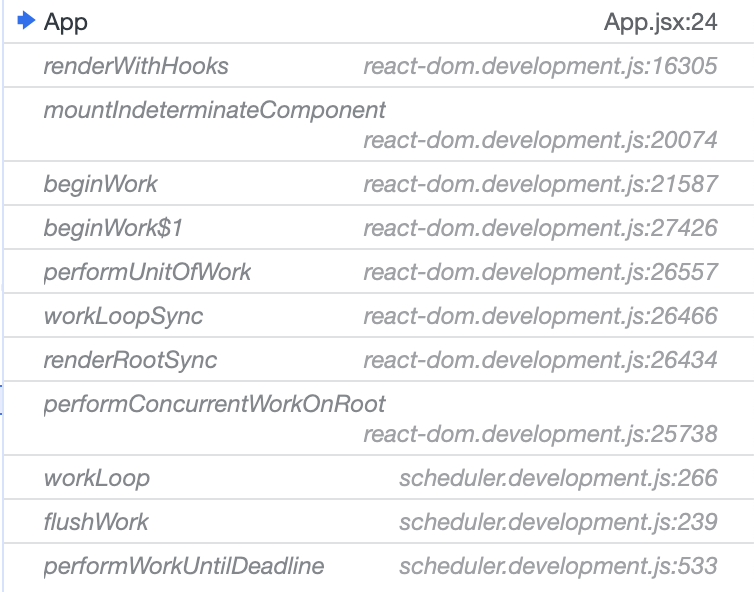 App App.jsx:24
renderWithHooks react-dom.development.js:16305
mountIndeterminateComponent
react-dom.development.js:20074
beginWork react-dom.development.js:21587
beginWork$1 react-dom.development.js:27426
performUnitOfWork react-dom.development.js:26557
workLoopSync react-dom.development.js:26466
renderRootSync react-dom.development.js:26434
performConcurrentWorkOnRoot
react-dom.development.js:25738
workLoop scheduler.development.js:266
flushWork scheduler.development.js:239
performWorkUntilDeadline scheduler.development.js:533